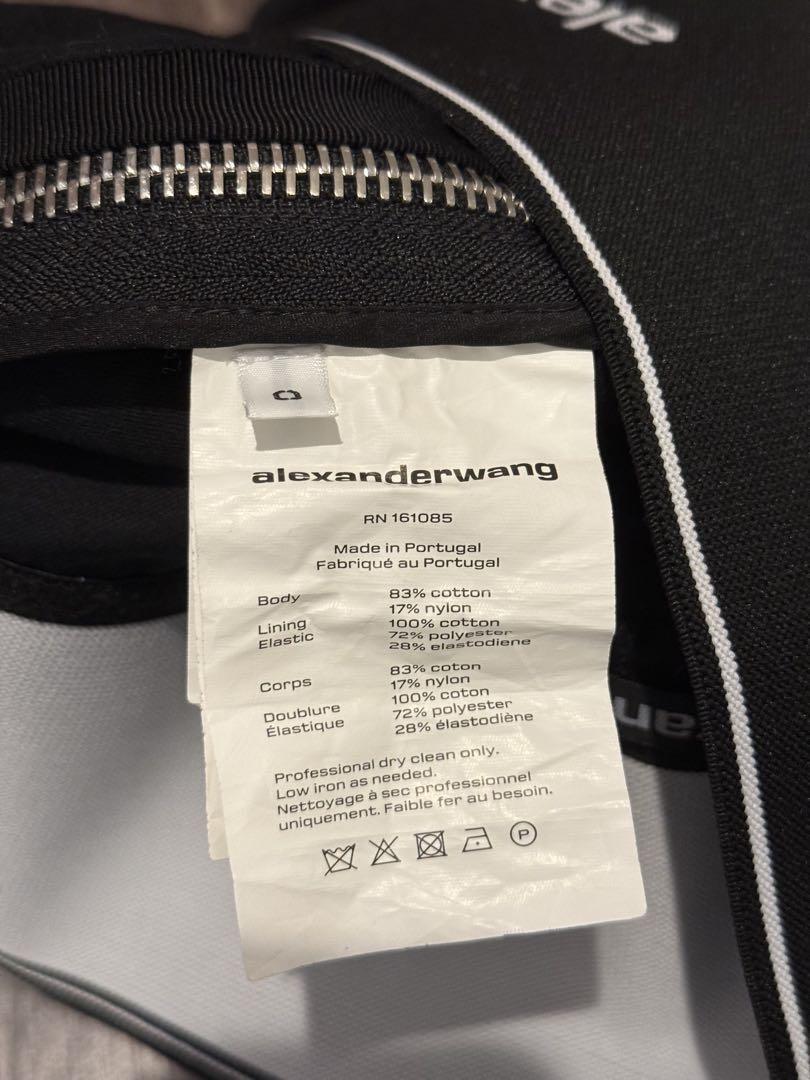 ale
0
alexanderwang
RN 161085
Made in Portugal
Fabriqué au Portugal
Body 83% cotton
17% nylon
Lining 100% cotton
Elastic 72% polyester
28% elastodiene
Corps 83% coton
17% nylon
Doublure 100% coton
Élastique 72% polyester
28% élastodiène
Professional dry clean only.
Low iron as needed.
Nettoyage à sec professionnel
uniquement. Faible fer au besoin.
P